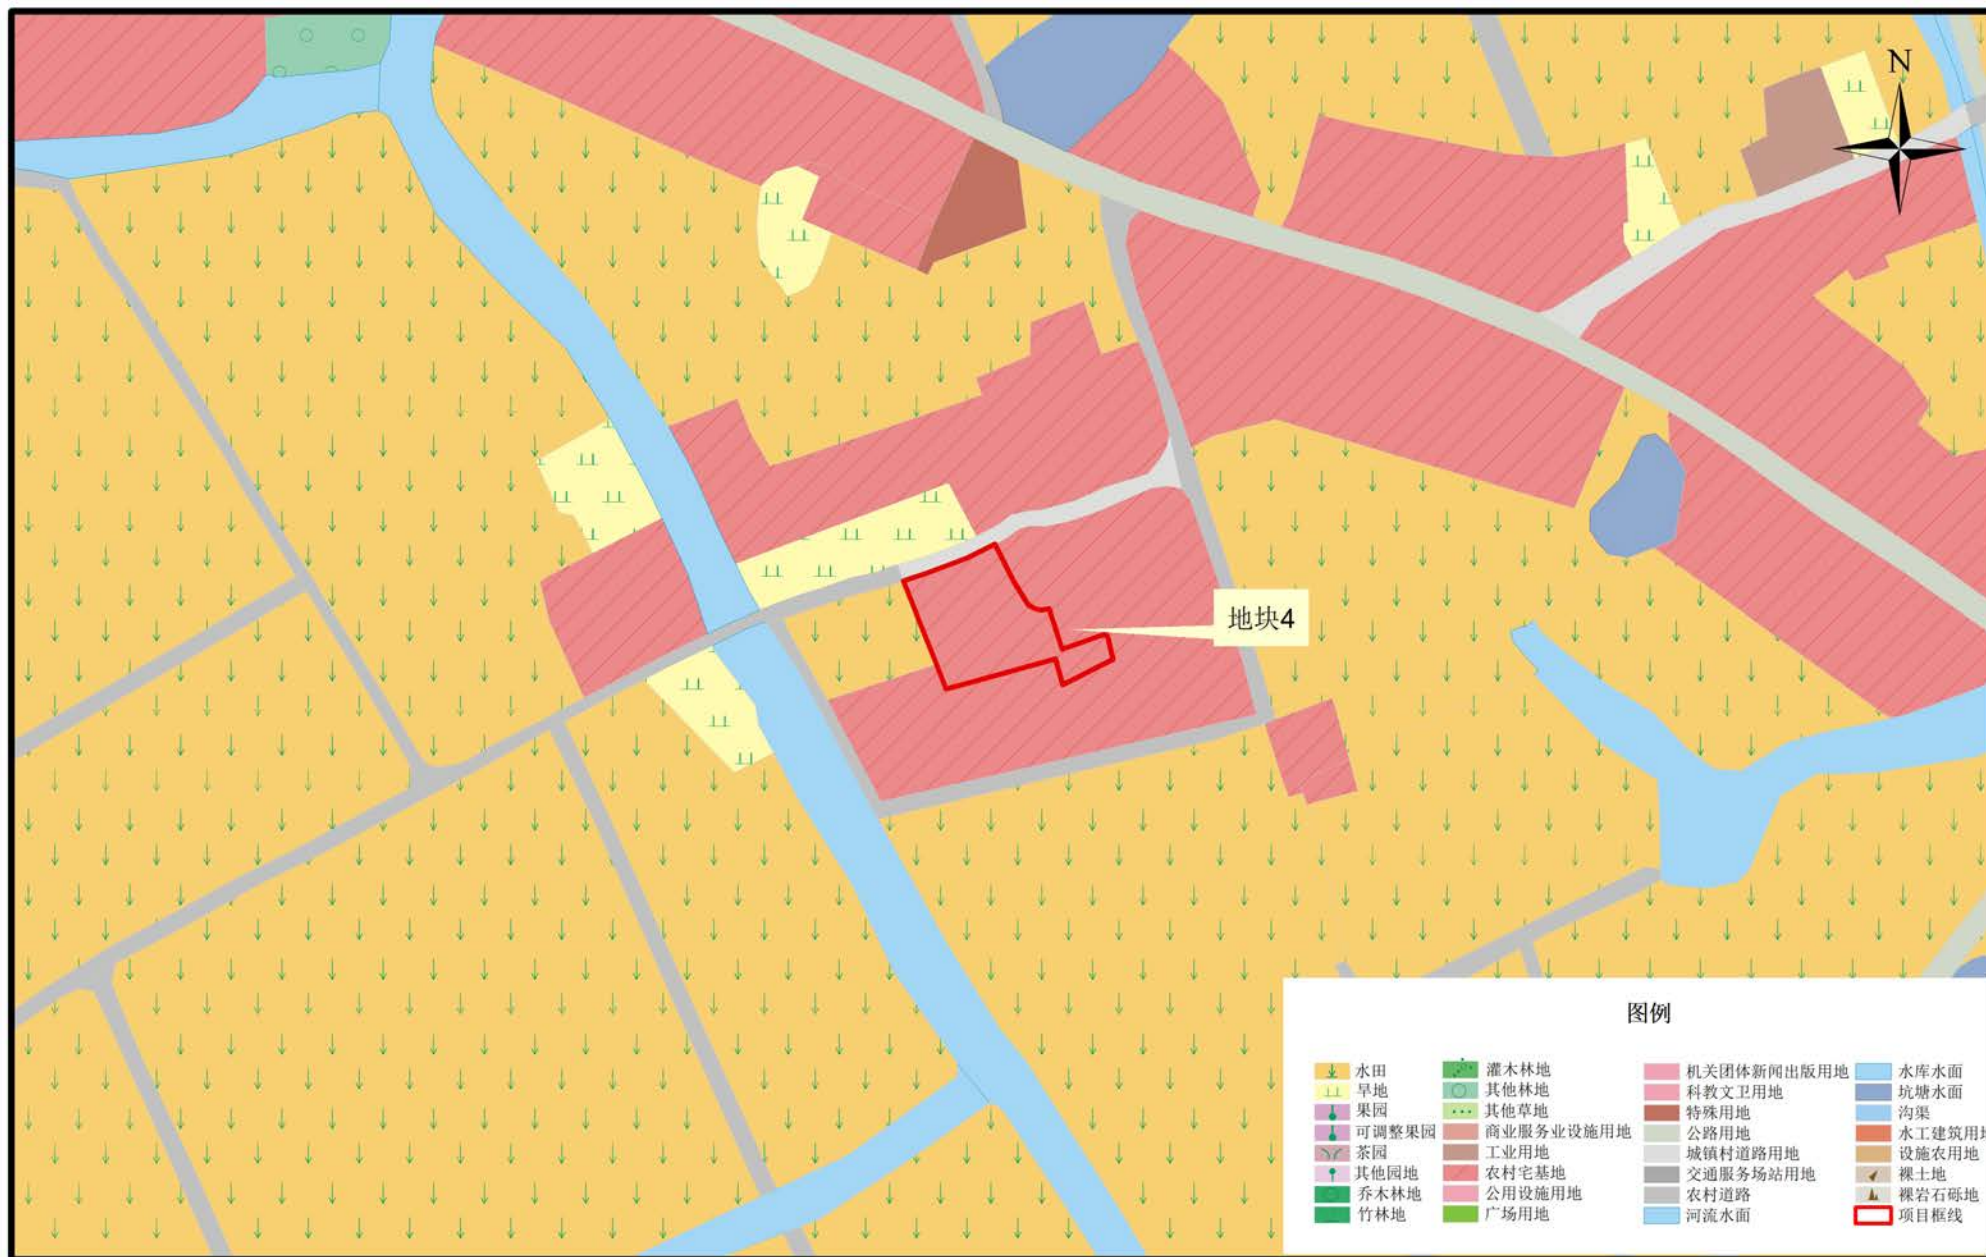 N
地块4
图例
水田 灌木林地 机关团体新闻出版用地 水库水面
旱地 其他林地 科教文卫用地 坑塘水面
果园 其他草地 特殊用地 沟渠
可调整果园 商业服务业设施用地 公路用地 水工建筑用地
茶园 工业用地 城镇村道路用地 设施农用地
其他园地 农村宅基地 交通服务场站用地 裸土地
乔木林地 公用设施用地 农村道路 裸岩石砾地
竹林地 广场用地 河流水面 项目框线